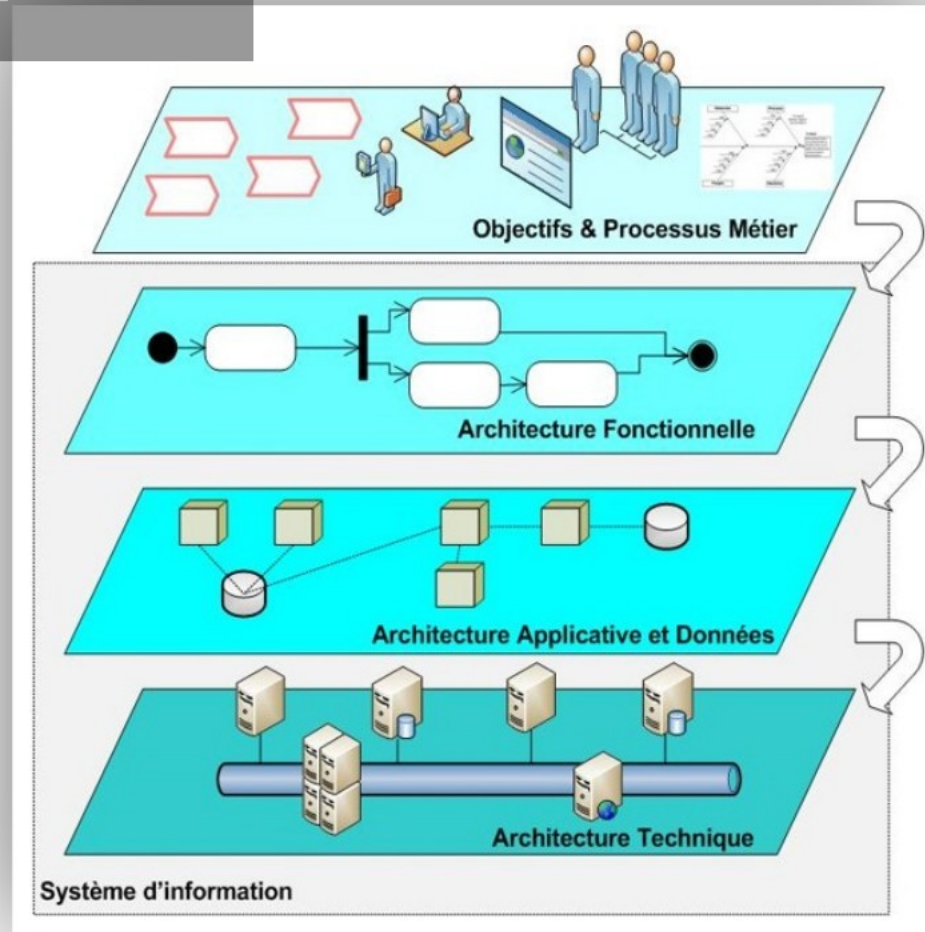 Objectifs & Processus Métier
Architecture Fonctionnelle
Architecture Applicative et Données
Architecture Technique
Système d'information